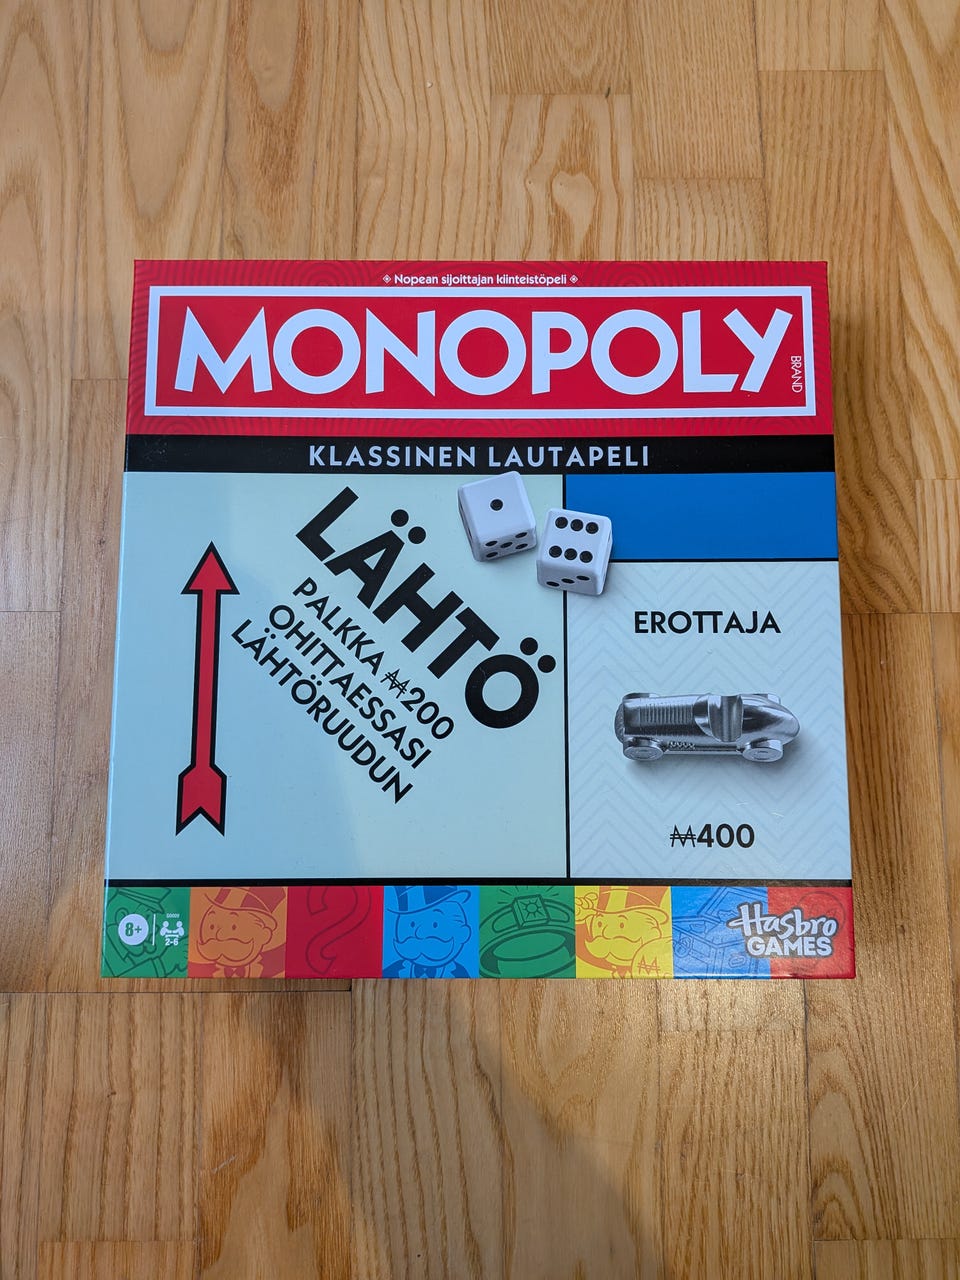 Nopean sijoittajan kiinteistöpeli
MONOPOLY
BRAND
KLASSINEN LAUTAPELI
LÄHTÖ
PALKKA ₩200
OHITTAESSASI
LÄHTÖRUUDUN
EROTTAJA
₩400
8+
2-6
Hasbro
GAMES